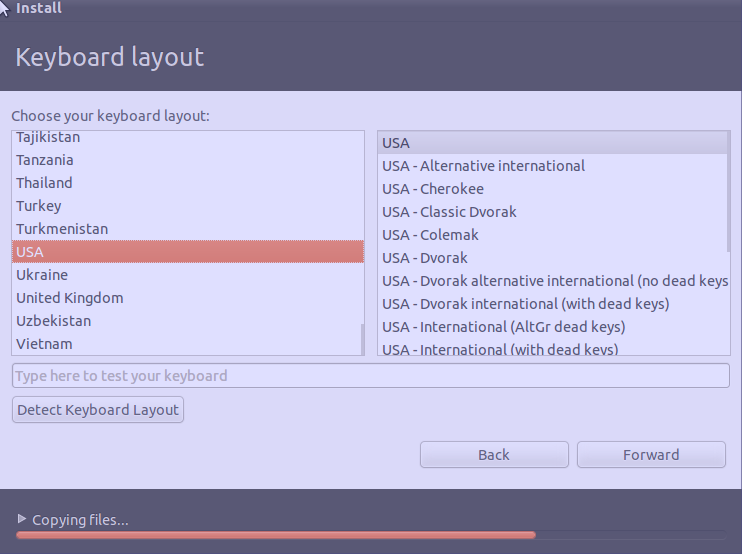 Install
Keyboard layout
Choose your keyboard layout:
Tajikistan
Tanzania
Thailand
Turkey
Turkmenistan
USA
Ukraine
United Kingdom
Uzbekistan
Vietnam
USA
USA - Alternative international
USA - Cherokee
USA - Classic Dvorak
USA - Colemak
USA - Dvorak
USA - Dvorak alternative international (no dead keys
USA - Dvorak international (with dead keys)
USA - International (AltGr dead keys)
USA - International (with dead keys)
Type here to test your keyboard
Detect Keyboard Layout
Back
Forward
Copying files...